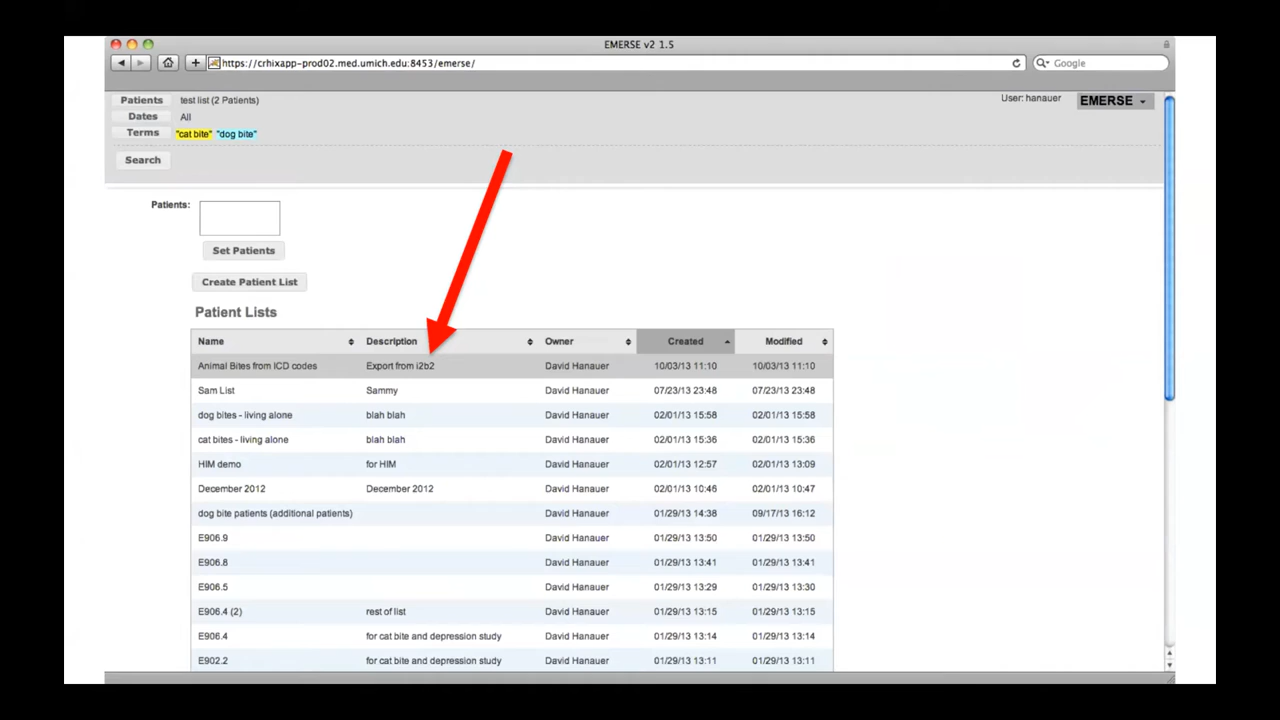 EMERSE v2 1.5
https://crhixapp-prod02.med.umich.edu:8453/emerse/
Google
Patients test list (2 Patients) User: hanauer EMERSE
Dates All
Terms "cat bite" "dog bite"
Search
Patients:
Set Patients
Create Patient List
Patient Lists
Name Description Owner Created Modified
Animal Bites from ICD codes Export from i2b2 David Hanauer 10/03/13 11:10 10/03/13 11:10
Sam List Sammy David Hanauer 07/23/13 23:48 07/23/13 23:48
dog bites - living alone blah blah David Hanauer 02/01/13 15:58 02/01/13 15:58
cat bites - living alone blah blah David Hanauer 02/01/13 15:36 02/01/13 15:36
HIM demo for HIM David Hanauer 02/01/13 12:57 02/01/13 13:09
December 2012 December 2012 David Hanauer 02/01/13 10:46 02/01/13 10:47
dog bite patients (additional patients) David Hanauer 01/29/13 14:38 09/17/13 16:12
E906.9 David Hanauer 01/29/13 13:50 01/29/13 13:50
E906.8 David Hanauer 01/29/13 13:41 01/29/13 13:41
E906.5 David Hanauer 01/29/13 13:29 01/29/13 13:30
E906.4 (2) rest of list David Hanauer 01/29/13 13:15 01/29/13 13:15
E906.4 for cat bite and depression study David Hanauer 01/29/13 13:14 01/29/13 13:14
E902.2 for cat bite and depression study David Hanauer 01/29/13 13:11 01/29/13 13:11